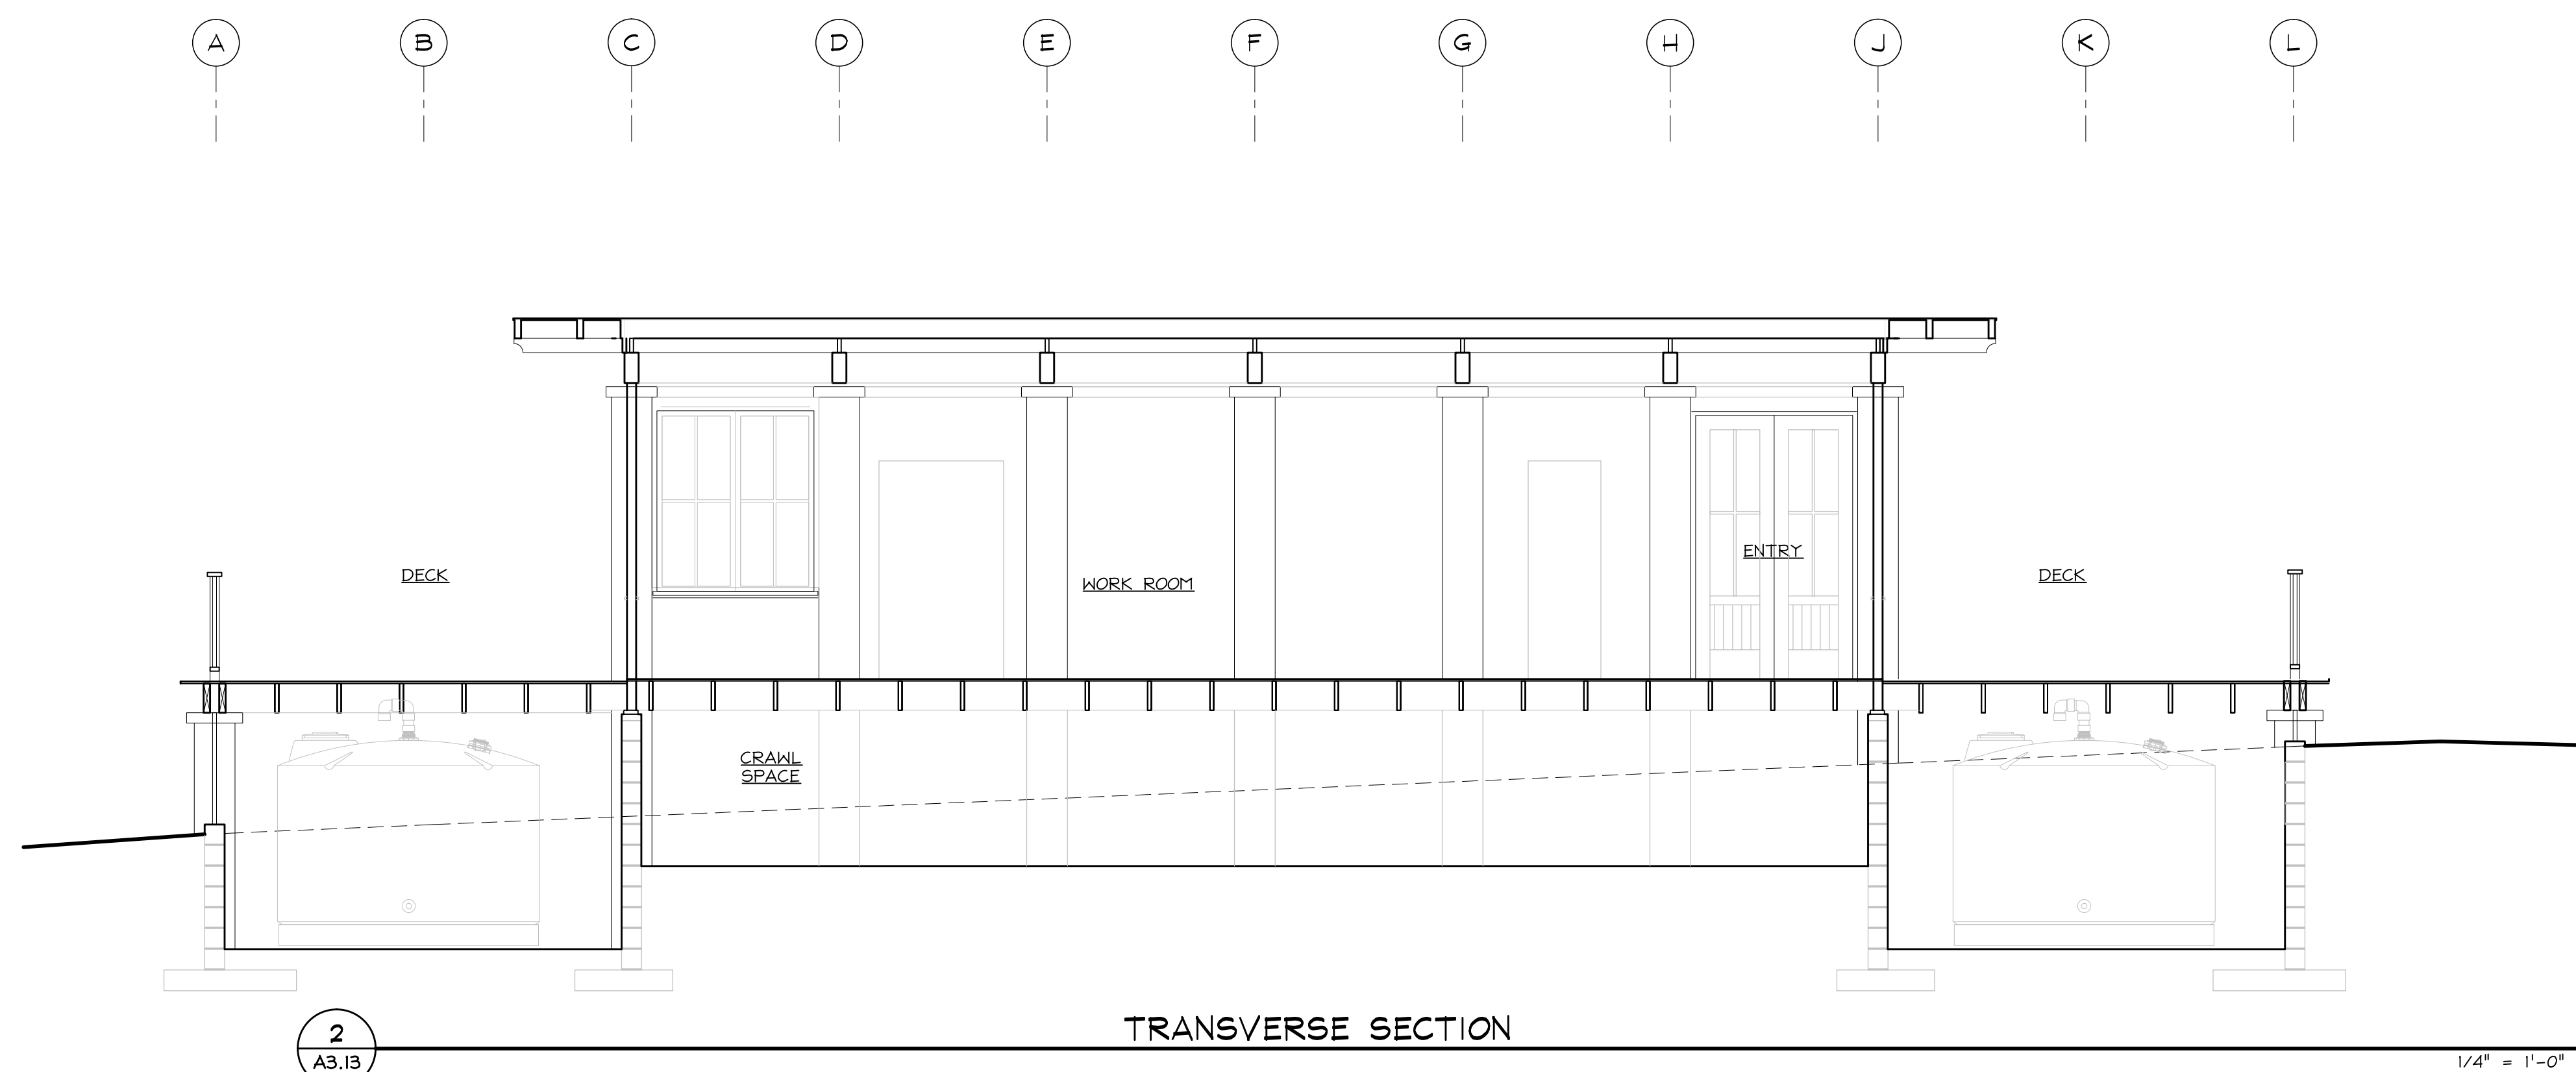 A B C D E F G H J K L
DECK
WORK ROOM
ENTRY
DECK
CRAWL
SPACE
2
A3.13
TRANSVERSE SECTION
1/4" = 1'-0"